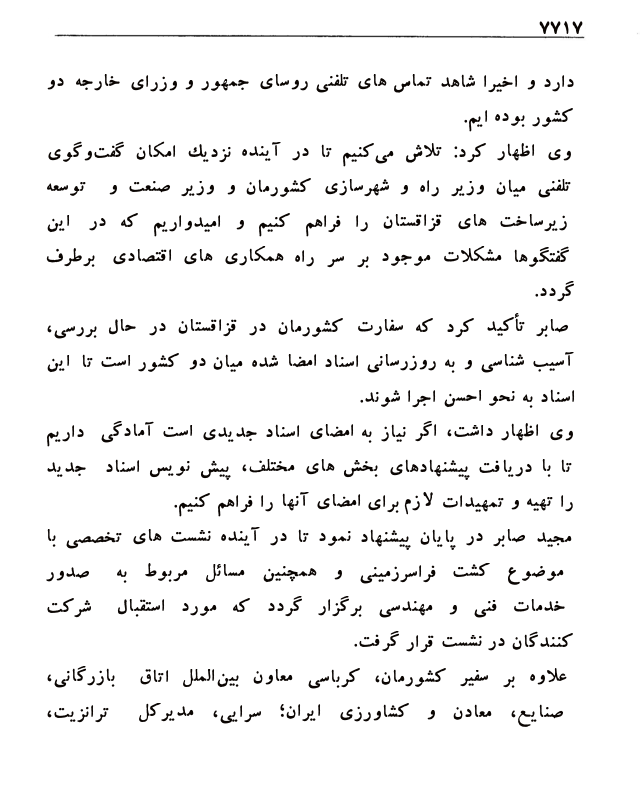 ۷۷۱۷
دارد و اخیرا شاهد تماس های تلفنی روسای جمهور و وزرای خارجه دو
کشور بوده ایم.
وی اظهار کرد: تلاش می‌کنیم تا در آینده نزدیك امکان گفت‌وگوی
تلفنی میان وزیر راه و شهرسازی کشورمان و وزیر صنعت و توسعه
زیرساخت های قزاقستان را فراهم کنیم و امیدواریم که در این
گفتگوها مشکلات موجود بر سر راه همکاری های اقتصادی برطرف
گردد.
صابر تأکید کرد که سفارت کشورمان در قزاقستان در حال بررسی،
آسیب شناسی و به روزرسانی اسناد امضا شده میان دو کشور است تا این
اسناد به نحو احسن اجرا شوند.
وی اظهار داشت، اگر نیاز به امضای اسناد جدیدی است آمادگی داریم
تا با دریافت پیشنهادهای بخش های مختلف، پیش نویس اسناد جدید
را تهیه و تمهیدات لازم برای امضای آنها را فراهم کنیم.
مجید صابر در پایان پیشنهاد نمود تا در آینده نشست های تخصصی با
موضوع کشت فراسرزمینی و همچنین مسائل مربوط به صدور
خدمات فنی و مهندسی برگزار گردد که مورد استقبال شرکت
کنندگان در نشست قرار گرفت.
علاوه بر سفیر کشورمان، کرباسی معاون بین‌الملل اتاق بازرگانی،
صنایع، معادن و کشاورزی ایران؛ سرایی، مدیرکل ترانزیت،